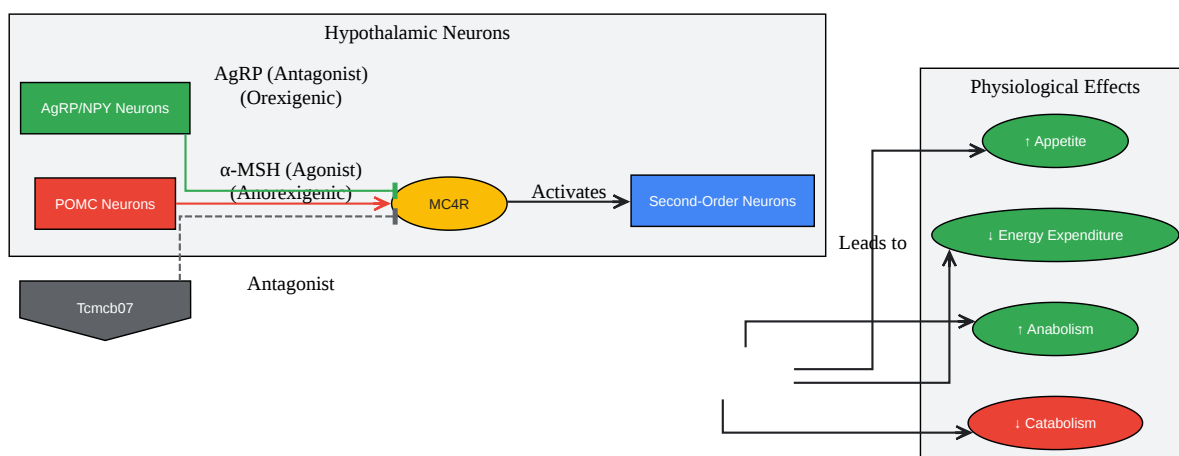 Hypothalamic Neurons
AgRP (Antagonist)
(Orexigenic)
AgRP/NPY Neurons
α-MSH (Agonist)
(Anorexigenic)
POMC Neurons
MC4R
Activates
Second-Order Neurons
Antagonist
Tcmcb07
Leads to
Physiological Effects
↑ Appetite
↓ Energy Expenditure
↑ Anabolism
↓ Catabolism